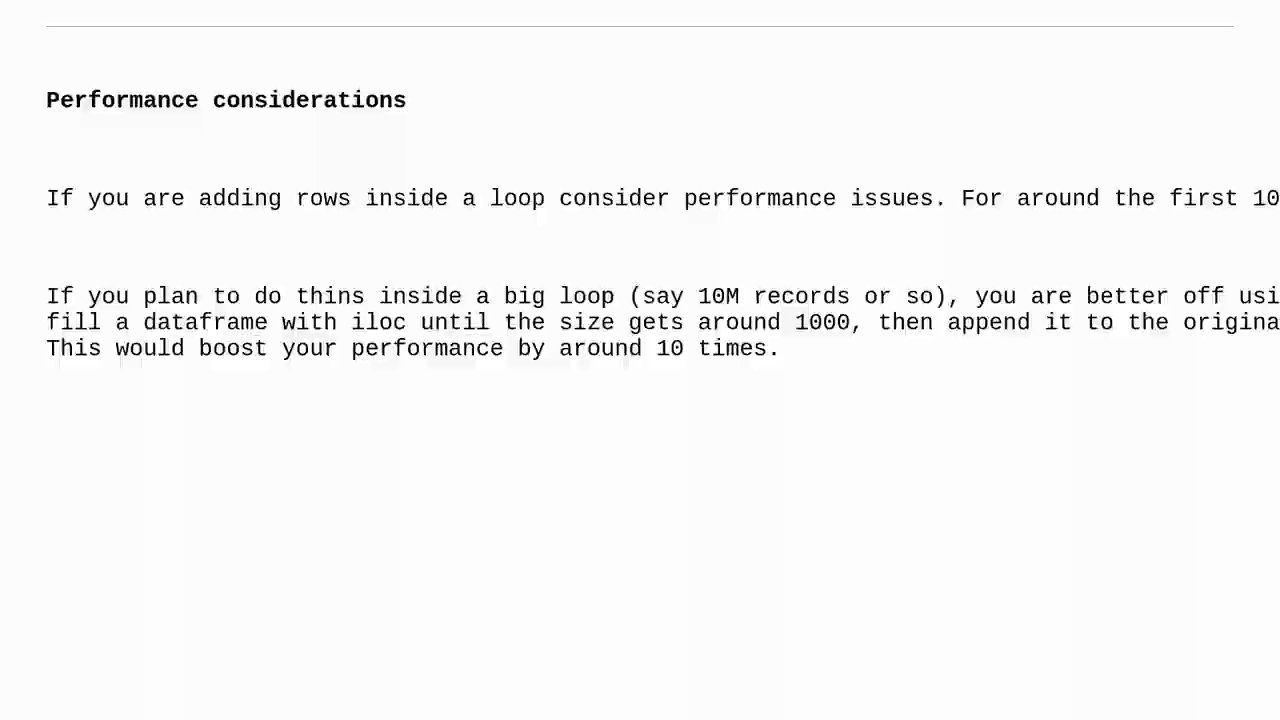 Performance considerations
If you are adding rows inside a loop consider performance issues. For around the first 10
If you plan to do thins inside a big loop (say 10M records or so), you are better off usi
fill a dataframe with iloc until the size gets around 1000, then append it to the origina
This would boost your performance by around 10 times.